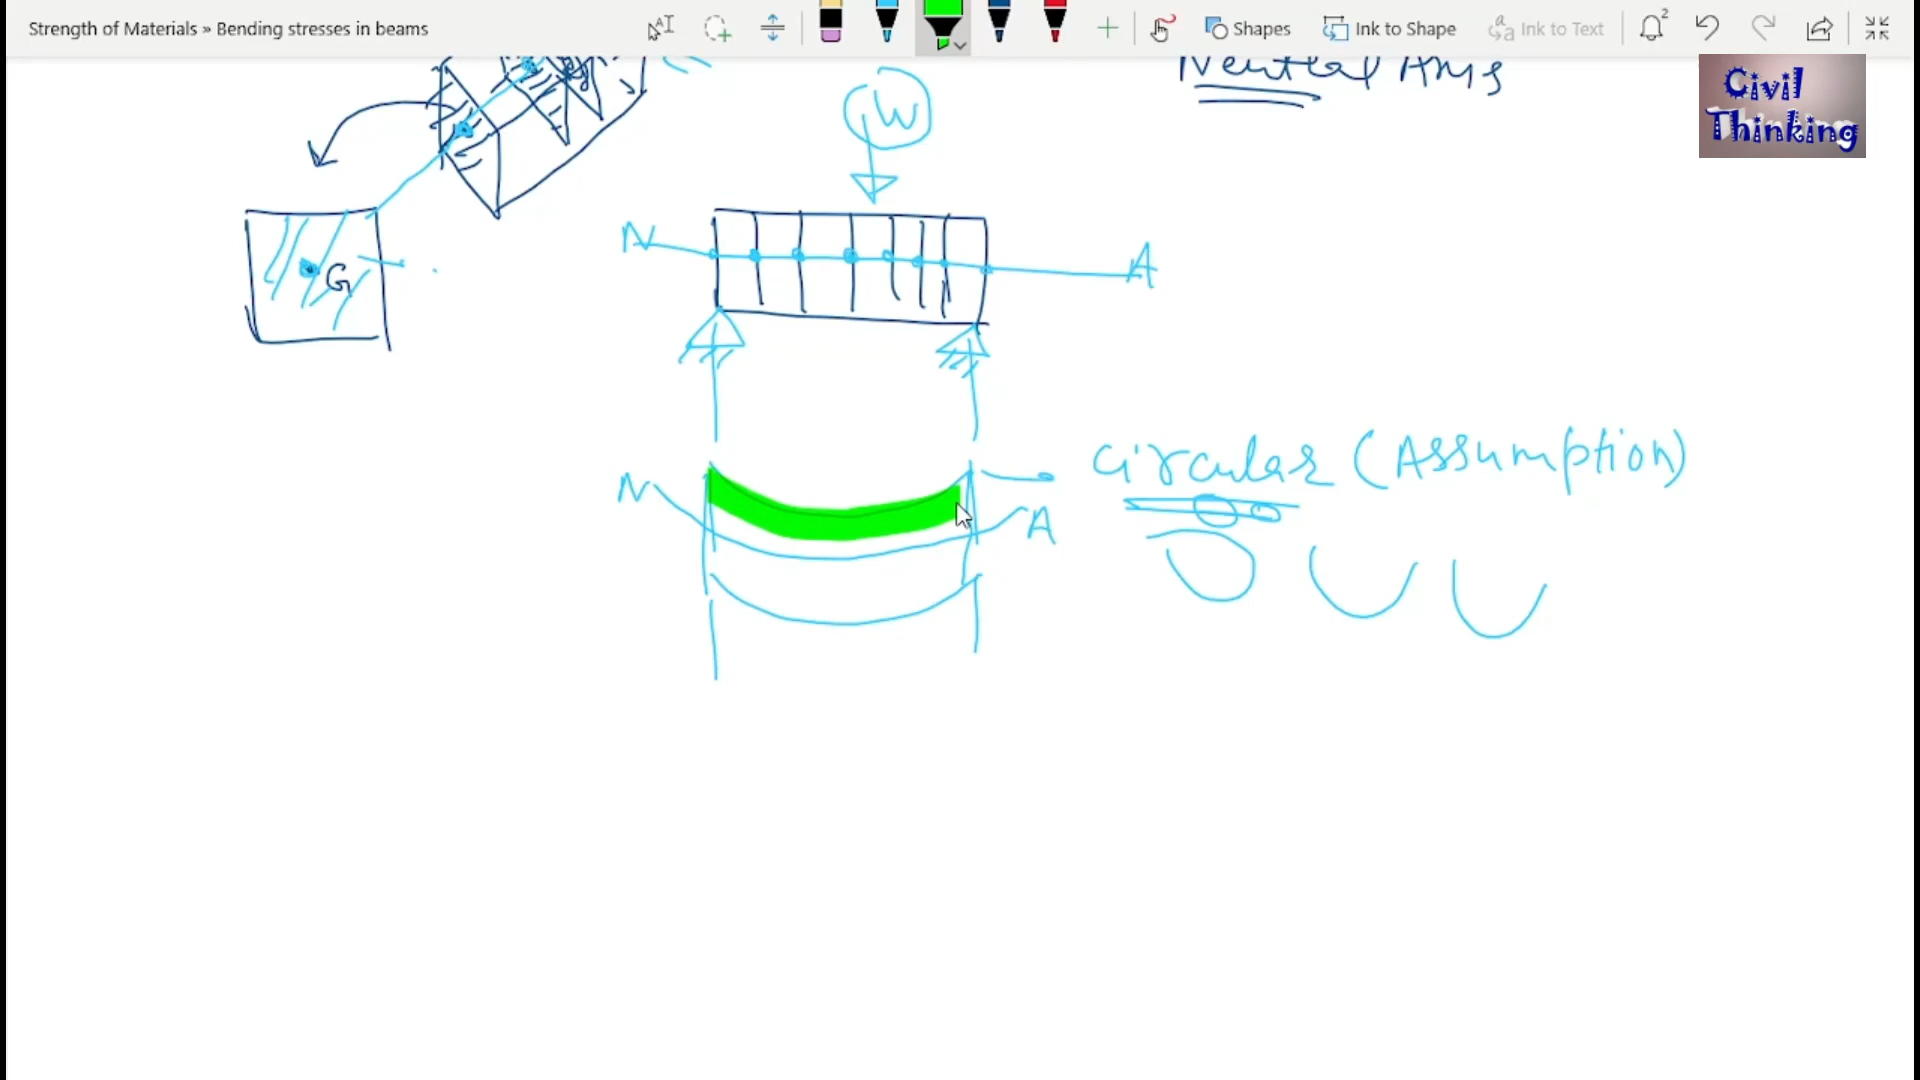 Strength of Materials » Bending stresses in beams
Shapes
Ink to Shape
Ink to Text
2
Neutral Axis
Civil
Thinking
W
N
A
G
Circular (Assumption)
N
A